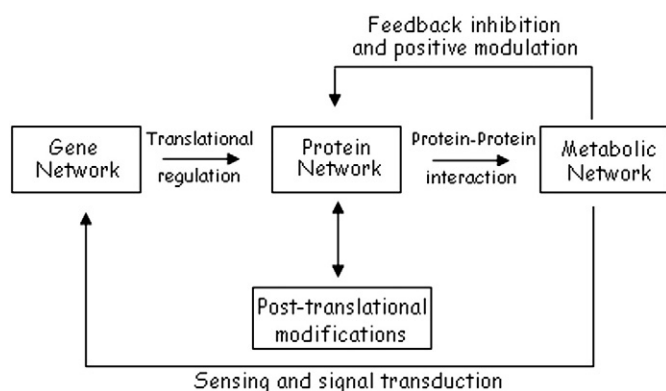 Feedback inhibition
and positive modulation
Gene
Network
Translational
regulation
Protein
Network
Protein-Protein
interaction
Metabolic
Network
Post-translational
modifications
Sensing and signal transduction